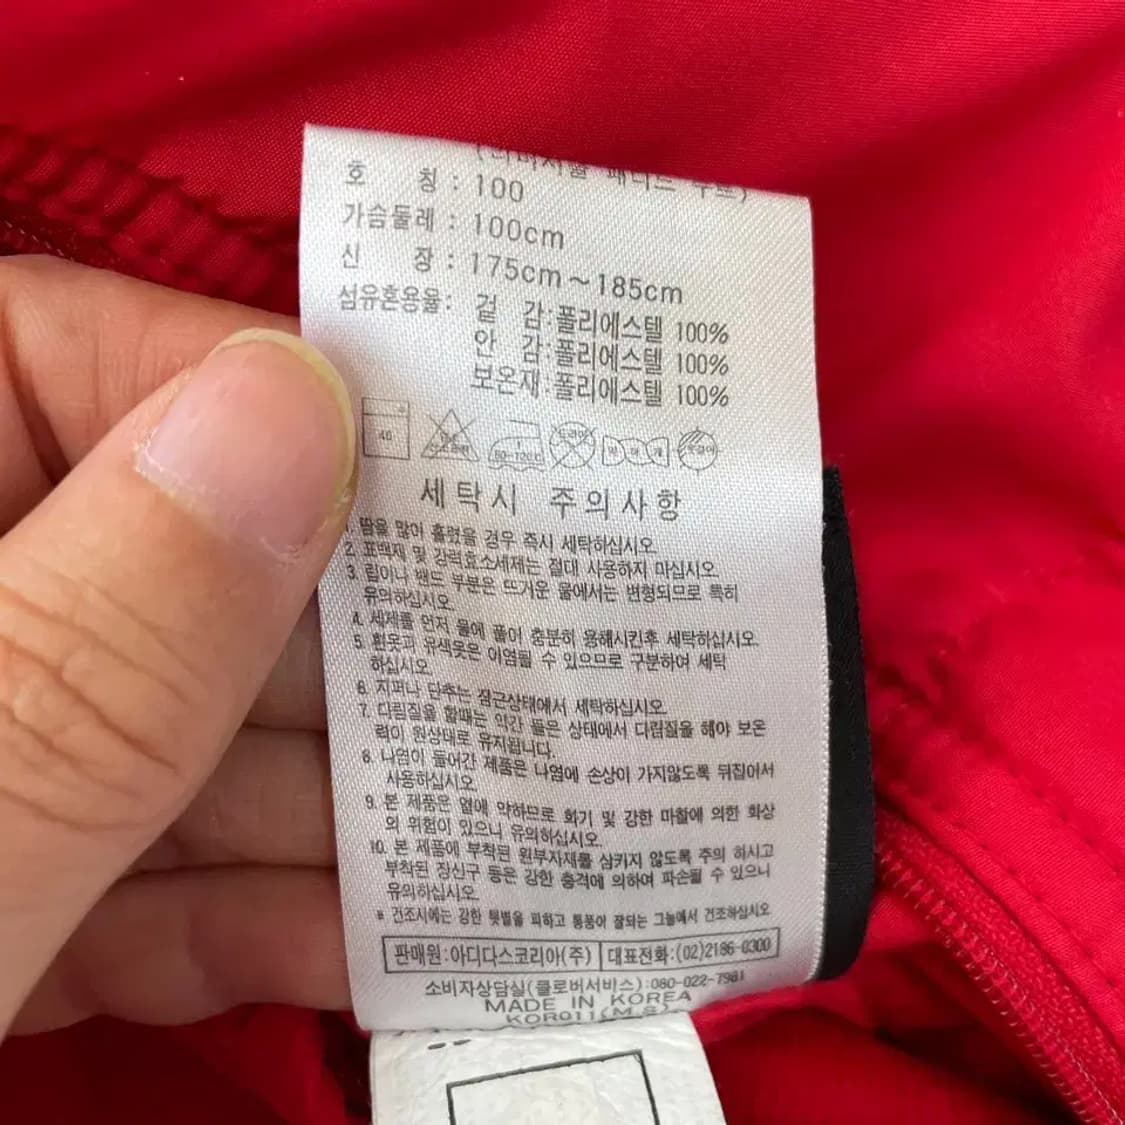 호 칭 : 100
가슴둘레 : 100cm
신 장 : 175cm~185cm
섬유혼용율: 겉 감:폴리에스텔 100%
안 감:폴리에스텔 100%
보온재:폴리에스텔 100%
40 80~120℃ 드라이 약하게 옷걸이
세탁시 주의사항
1. 땀을 많이 흘렸을 경우 즉시 세탁하십시오.
2. 표백제 및 강력효소세제는 절대 사용하지 마십시오.
3. 립이나 밴드 부분은 뜨거운 물에서는 변형되므로 특히
유의하십시오.
4. 세제를 먼저 물에 풀어 충분히 용해시킨후 세탁하십시오.
5. 흰옷과 유색옷은 이염될 수 있으므로 구분하여 세탁
하십시오.
6. 지퍼나 단추는 잠근상태에서 세탁하십시오.
7. 다림질을 할때는 약간 들은 상태에서 다림질을 해야 보온
력이 원상태로 유지됩니다.
8. 나염이 들어간 제품은 나염에 손상이 가지않도록 뒤집어서
사용하십시오.
9. 본 제품은 열에 약하므로 화기 및 강한 마찰에 의한 화상
의 위험이 있으니 유의하십시오.
10. 본 제품에 부착된 원부자재를 삼키지 않도록 주의 하시고
부착된 장신구 등은 강한 충격에 의하여 파손될 수 있으니
유의하십시오.
※ 건조시에는 강한 햇볕을 피하고 통풍이 잘되는 그늘에서 건조하십시오
판매원:아디다스코리아(주) 대표전화:(02)2186-0300
소비자상담실(클로버서비스):080-022-7981
MADE IN KOREA
KOR011(M.S)